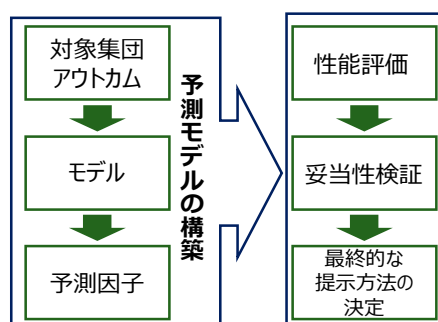 対象集団
アウトカム
モデル
予測因子
予測モデルの構築
性能評価
妥当性検証
最終的な
提示方法の
決定